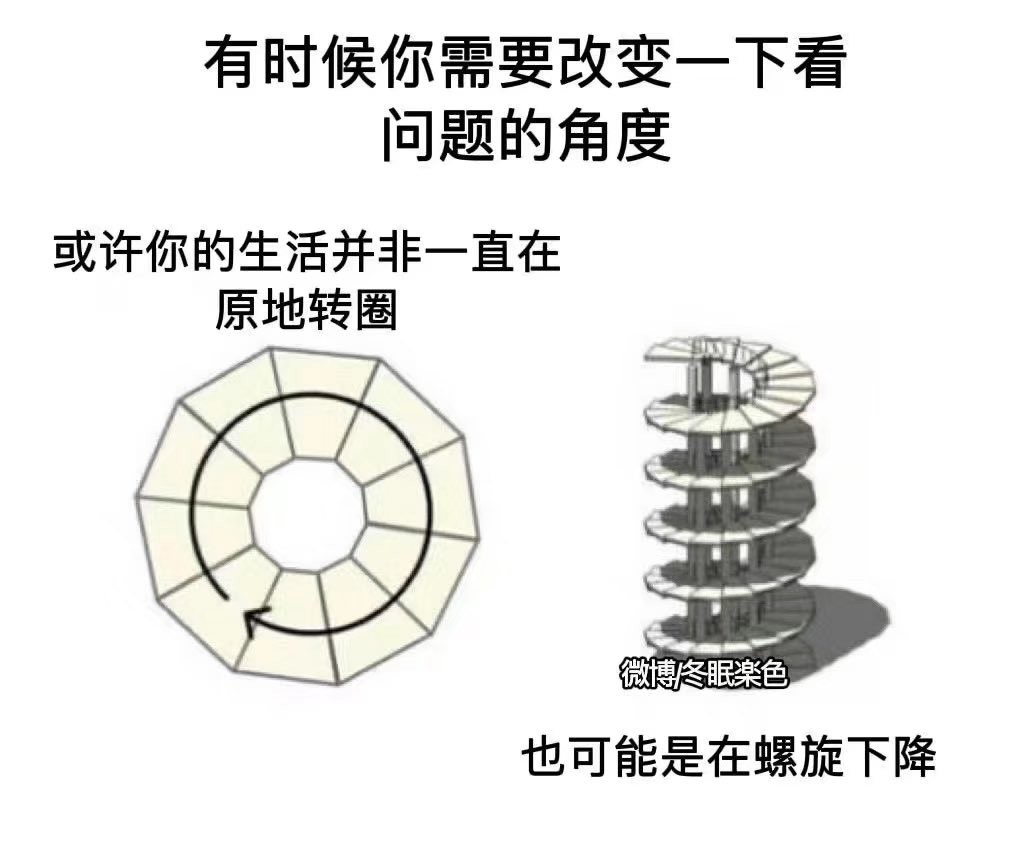 有时候你需要改变一下看
问题的角度
或许你的生活并非一直在
原地转圈
微博/冬眠楽色
也可能是在螺旋下降